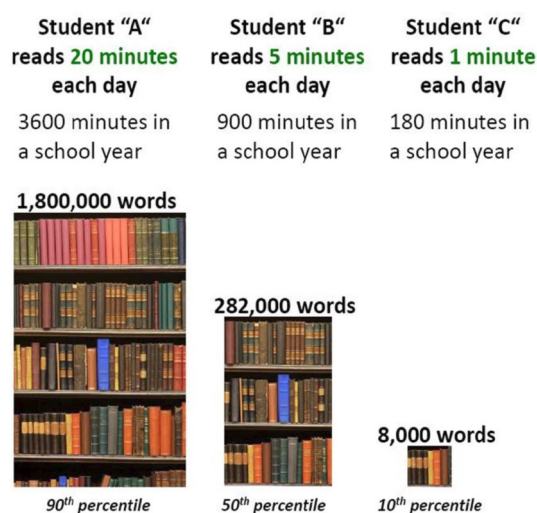 Student “A“
reads 20 minutes
each day
3600 minutes in
a school year
1,800,000 words
90th percentile
Student “B“
reads 5 minutes
each day
900 minutes in
a school year
282,000 words
50th percentile
Student “C“
reads 1 minute
each day
180 minutes in
a school year
8,000 words
10th percentile